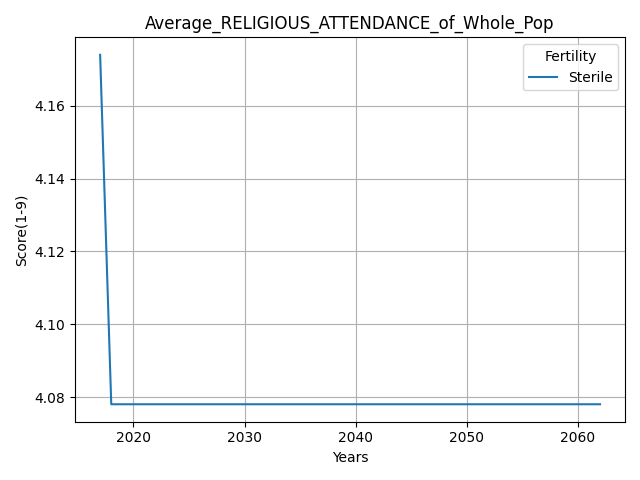 Average_RELIGIOUS_ATTENDANCE_of_Whole_Pop
Fertility
Sterile
4.16
4.14
4.12
4.10
4.08
Score(1-9)
2020 2030 2040 2050 2060
Years